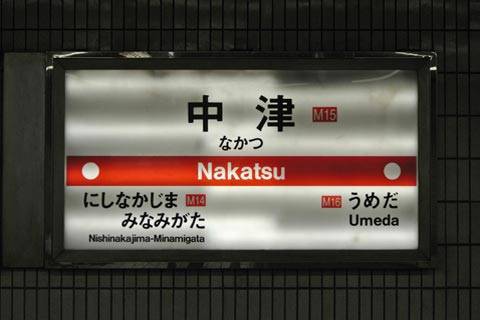 中津 M15
なかつ
Nakatsu
にしなかじま M14
みなみがた
Nishinakajima-Minamigata
M16 うめだ
Umeda